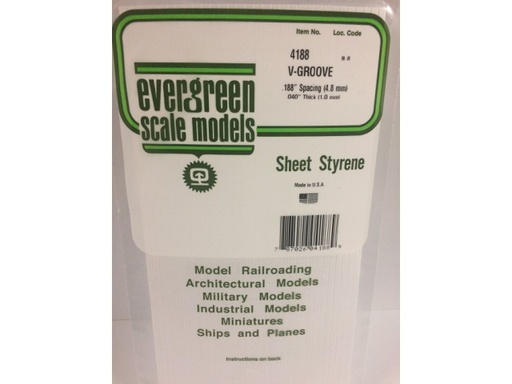 Item No. Loc. Code
4188
V-GROOVE
.188" Spacing (4.8 mm)
.040" Thick (1.0 mm)
evergreen
scale models
Sheet Styrene
Made in U.S.A.
Model Railroading
Architectural Models
Military Models
Industrial Models
Miniatures
Ships and Planes
Instructions on back